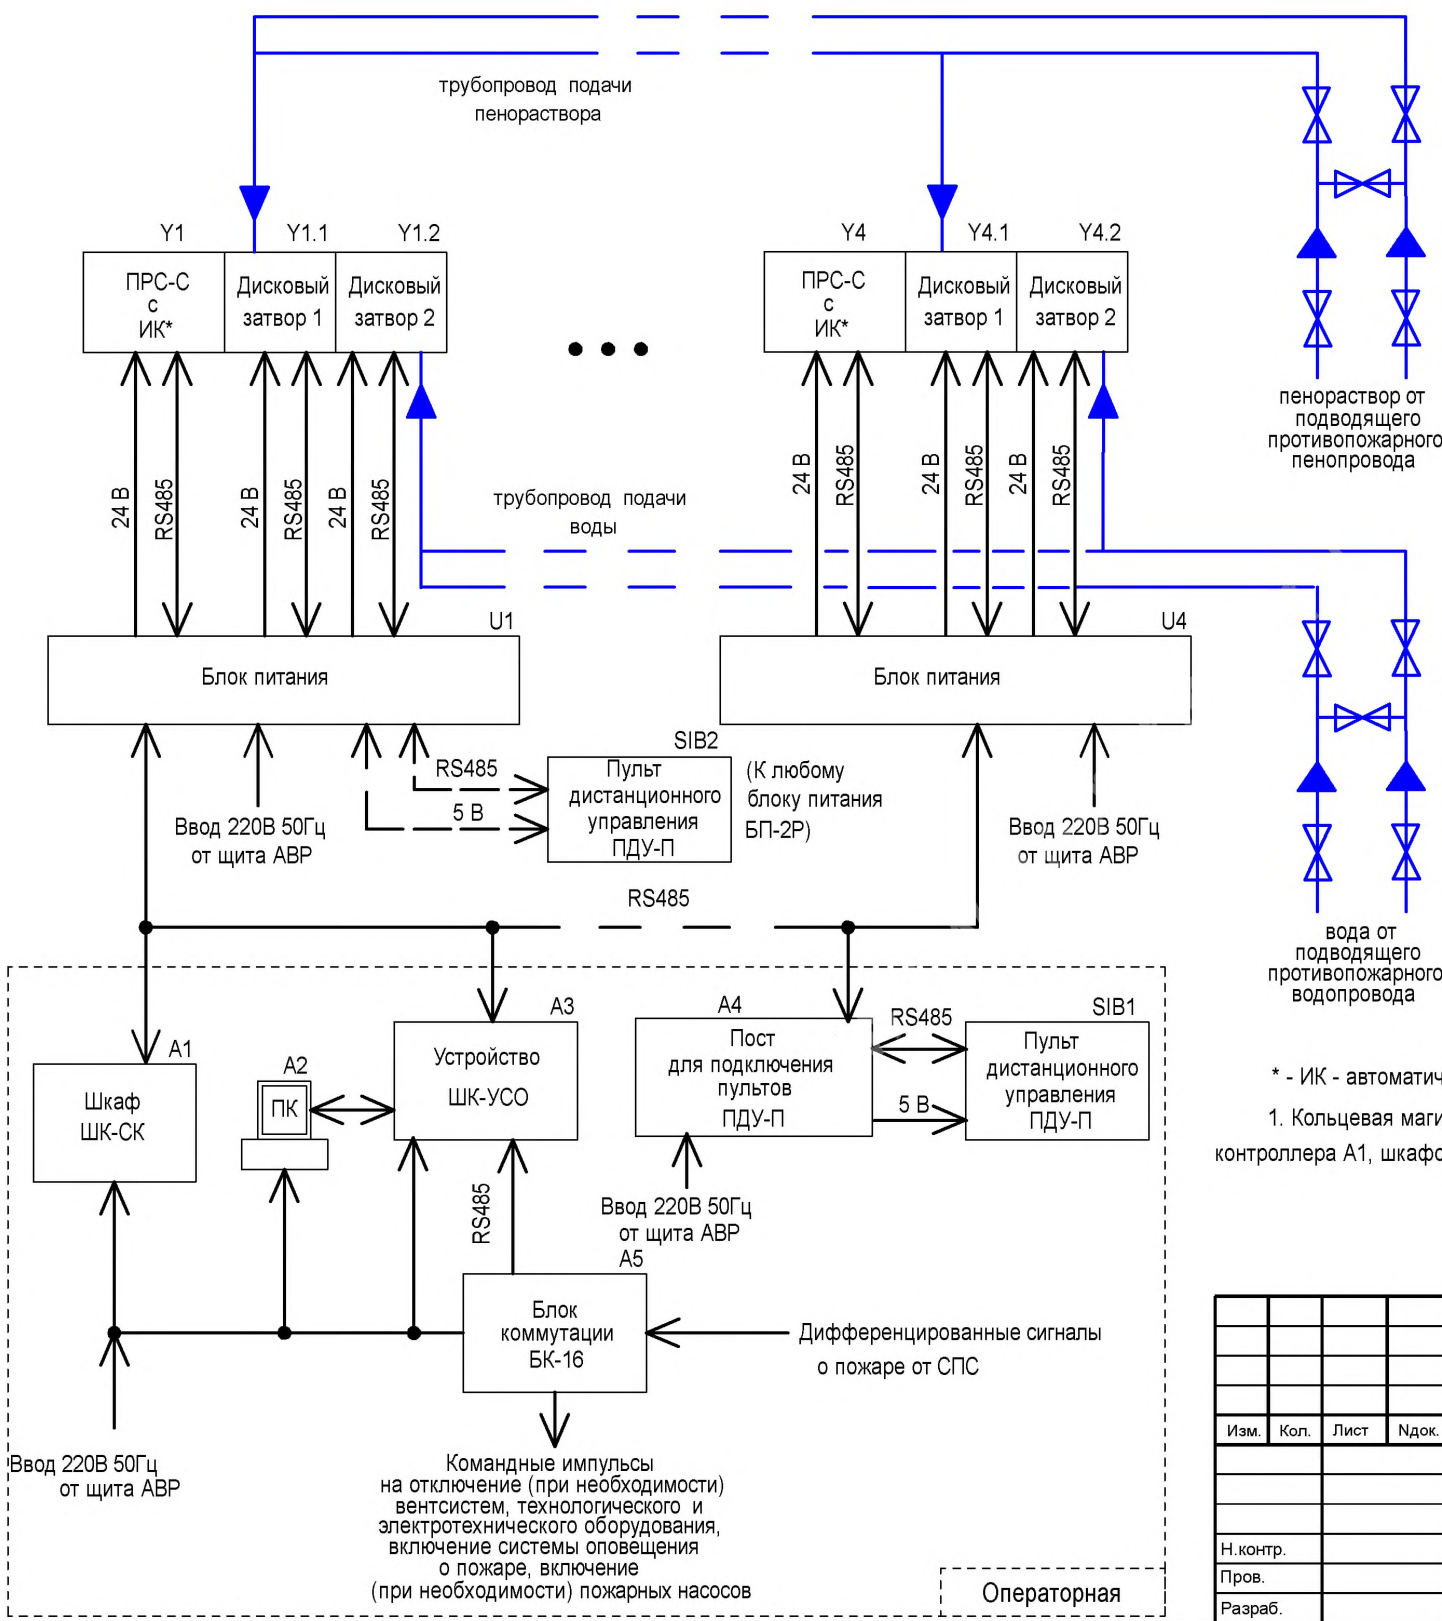 трубопровод подачи
пенораствора
Y1
Y1.1
Y1.2
Y4
Y4.1
Y4.2
ПРС-С
с
ИК*
Дисковый
затвор 1
Дисковый
затвор 2
ПРС-С
с
ИК*
Дисковый
затвор 1
Дисковый
затвор 2
пенораствор от
подводящего
противопожарного
пенопровода
24 В
RS485
24 В
RS485
24 В
RS485
24 В
RS485
24 В
RS485
24 В
RS485
трубопровод подачи
воды
U1
U4
Блок питания
Блок питания
SIB2
RS485
5 В
Пульт
дистанционного
управления
ПДУ-П
(К любому
блоку питания
БП-2Р)
Ввод 220В 50Гц
от щита АВР
Ввод 220В 50Гц
от щита АВР
RS485
вода от
подводящего
противопожарного
водопровода
A1
A2
A3
A4
SIB1
Шкаф
ШК-СК
ПК
Устройство
ШК-УСО
Пост
для подключения
пультов
ПДУ-П
RS485
5 В
Пульт
дистанционного
управления
ПДУ-П
* - ИК - автоматич
1. Кольцевая маги
контроллера А1, шкафо
RS485
Ввод 220В 50Гц
от щита АВР
A5
Блок
коммутации
БК-16
Дифференцированные сигналы
о пожаре от СПС
Ввод 220В 50Гц
от щита АВР
Командные импульсы
на отключение (при необходимости)
вентсистем, технологического и
электротехнического оборудования,
включение системы оповещения
о пожаре, включение
(при необходимости) пожарных насосов
Операторная
Изм. Кол. Лист Nдок.
Н.контр.
Пров.
Разраб.